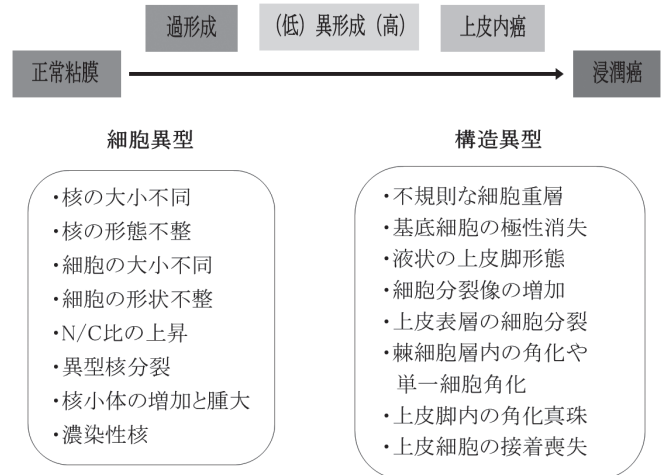 過形成
（低）異形成（高）
上皮内癌
正常粘膜
浸潤癌
細胞異型
・核の大小不同
・核の形態不整
・細胞の大小不同
・細胞の形状不整
・N/C比の上昇
・異型核分裂
・核小体の増加と腫大
・濃染性核
構造異型
・不規則な細胞重層
・基底細胞の極性消失
・液状の上皮脚形態
・細胞分裂像の増加
・上皮表層の細胞分裂
・棘細胞層内の角化や
単一細胞角化
・上皮脚内の角化真珠
・上皮細胞の接着喪失